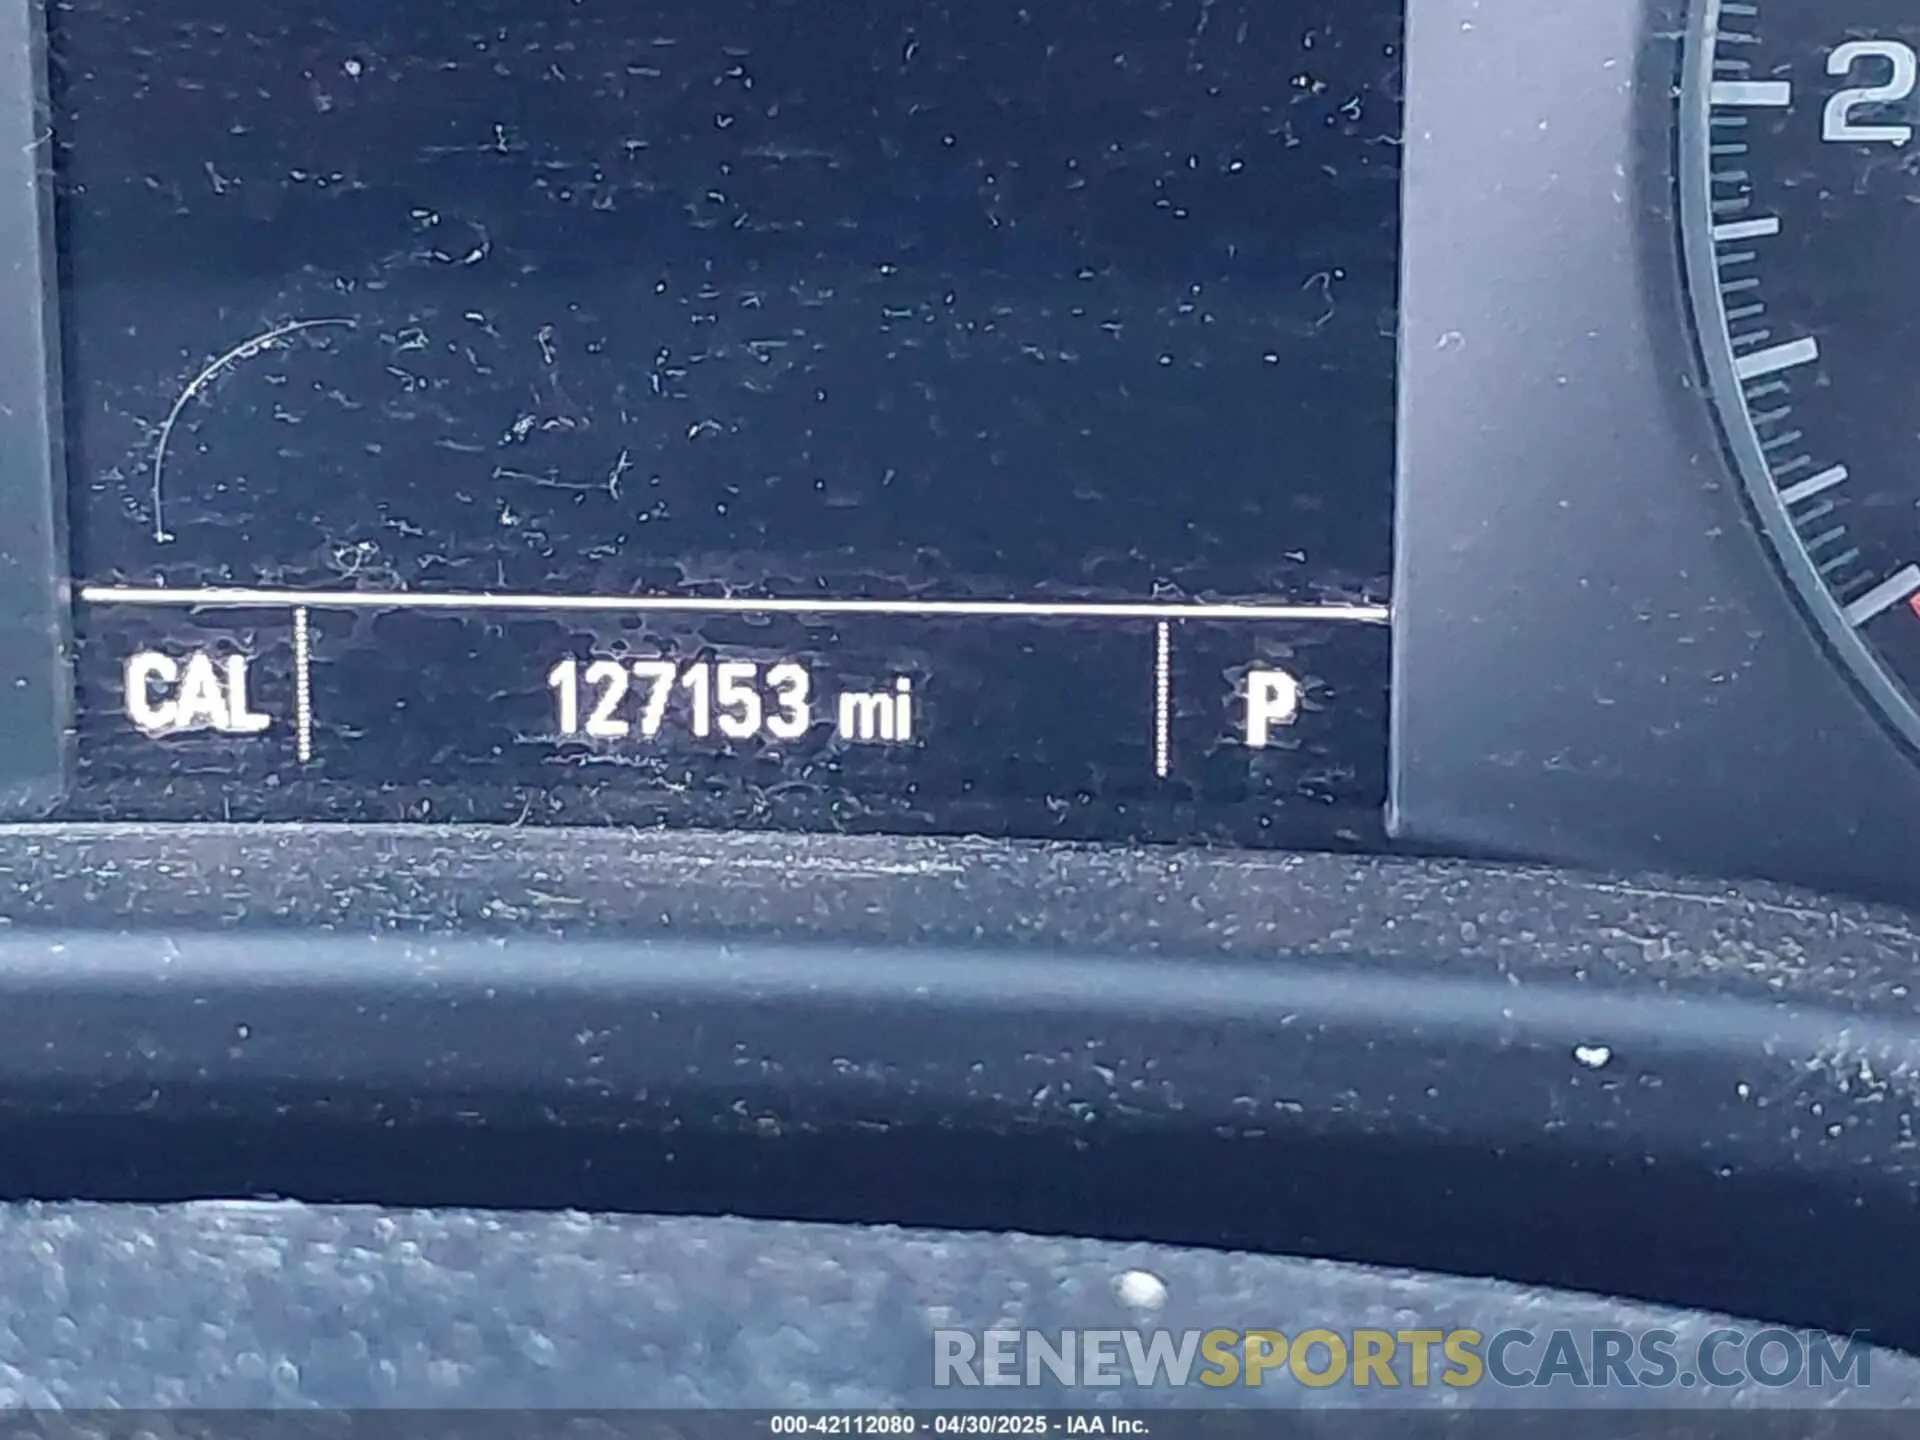 2
CAL 127153 mi P
RENEWSPORTSCARS.COM
000-42112080 - 04/30/2025 - IAA Inc.